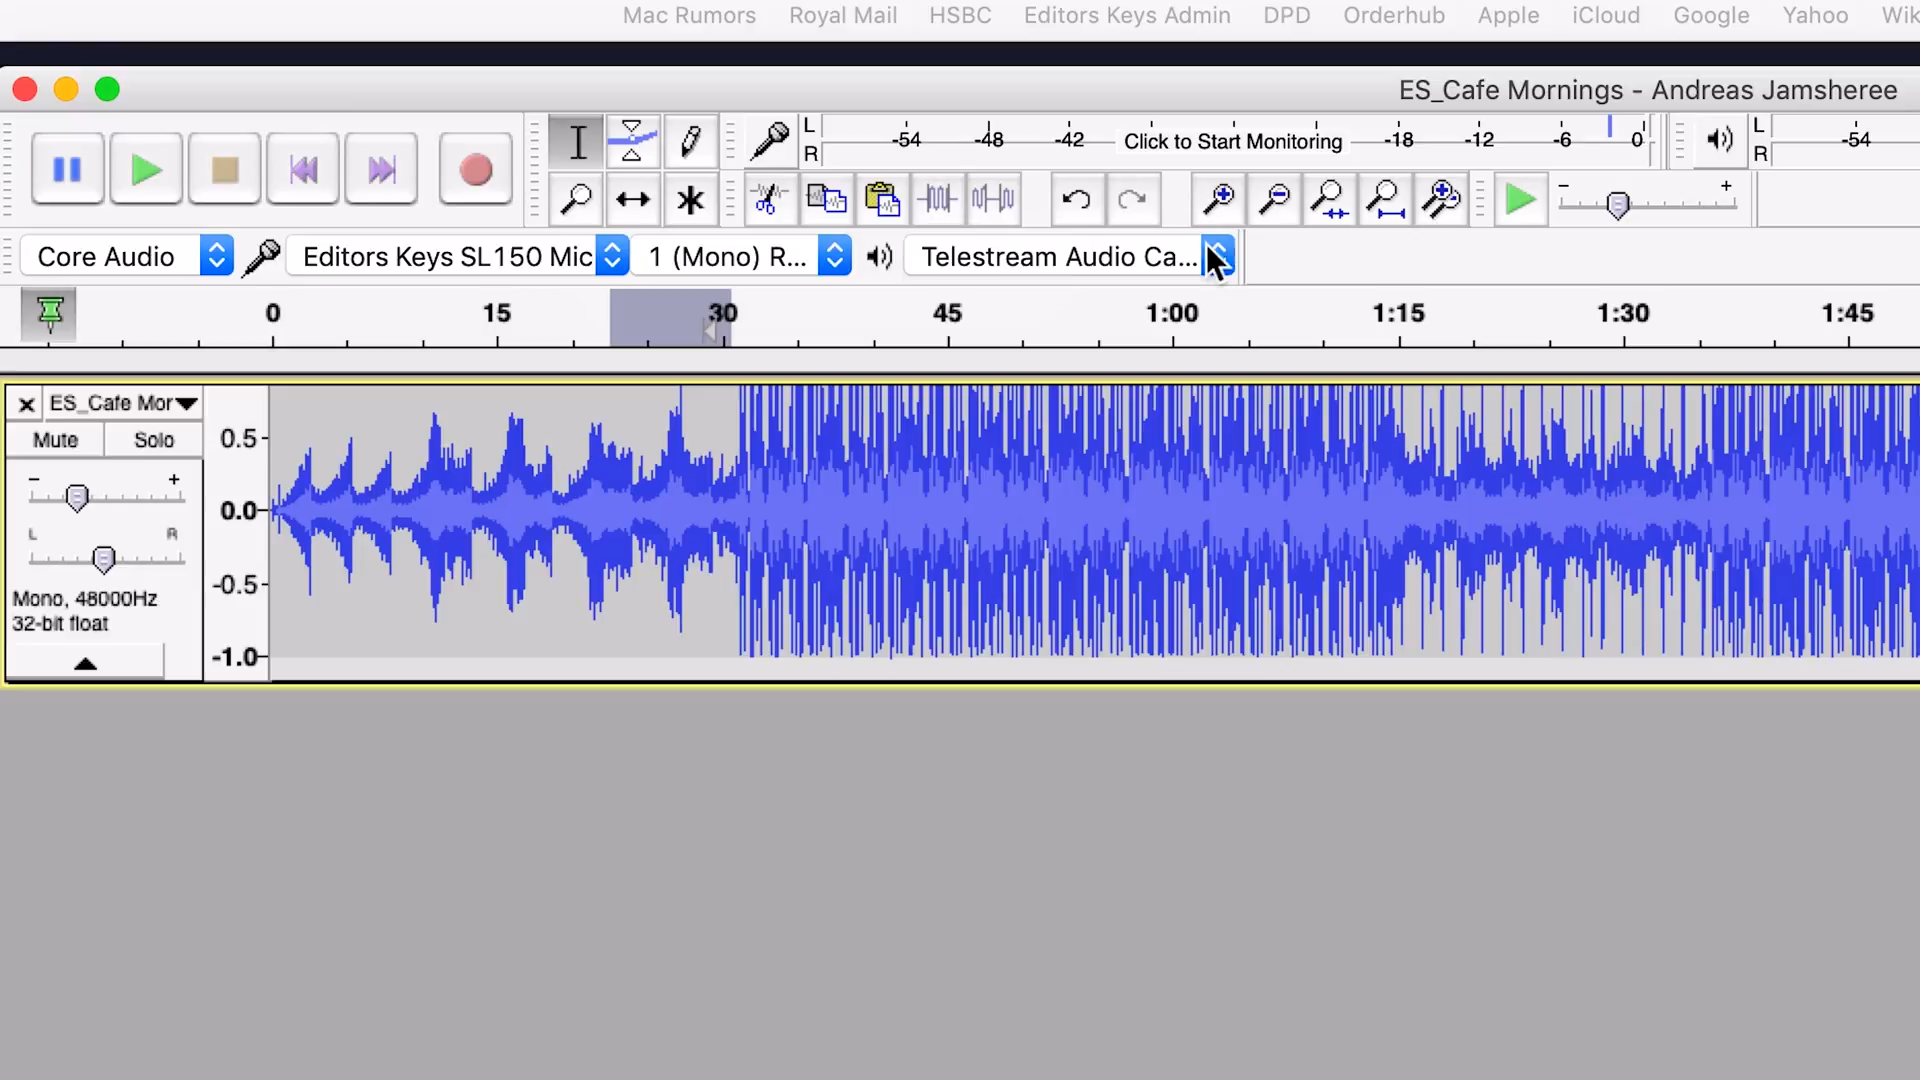 Mac Rumors Royal Mail HSBC Editors Keys Admin DPD Orderhub Apple iCloud Google Yahoo Wik
ES_Cafe Mornings - Andreas Jamsheree
L R -54 -48 -42 Click to Start Monitoring -18 -12 -6 0 L R -54
Core Audio Editors Keys SL150 Mic 1 (Mono) R... Telestream Audio Ca...
0 15 30 45 1:00 1:15 1:30 1:45
ES_Cafe Mor
Mute Solo
- +
L R
Mono, 48000Hz
32-bit float
0.5
0.0
-0.5
-1.0